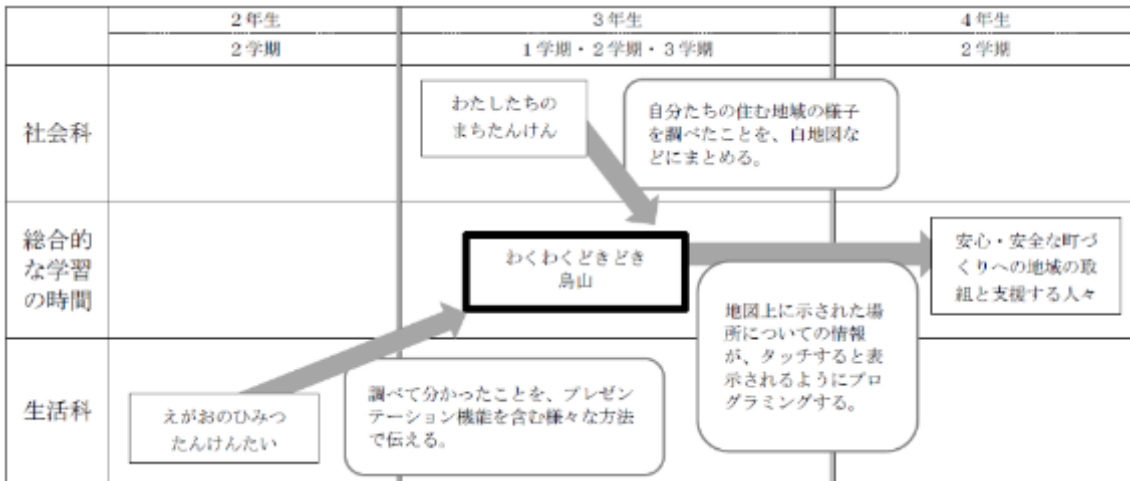 2年生
3年生
4年生
2学期
1学期・2学期・3学期
2学期
社会科
わたしたちの
まちたんけん
自分たちの住む地域の様子
を調べたことを、白地図な
どにまとめる。
総合的
な学習
の時間
わくわくどきどき
烏山
安心・安全な町づ
くりへの地域の取
組と支援する人々
地図上に示された場
所についての情報
が、タッチすると表
示されるようにプロ
グラミングする。
生活科
えがおのひみつ
たんけんたい
調べて分かったことを、プレゼン
テーション機能を含む様々な方法
で伝える。